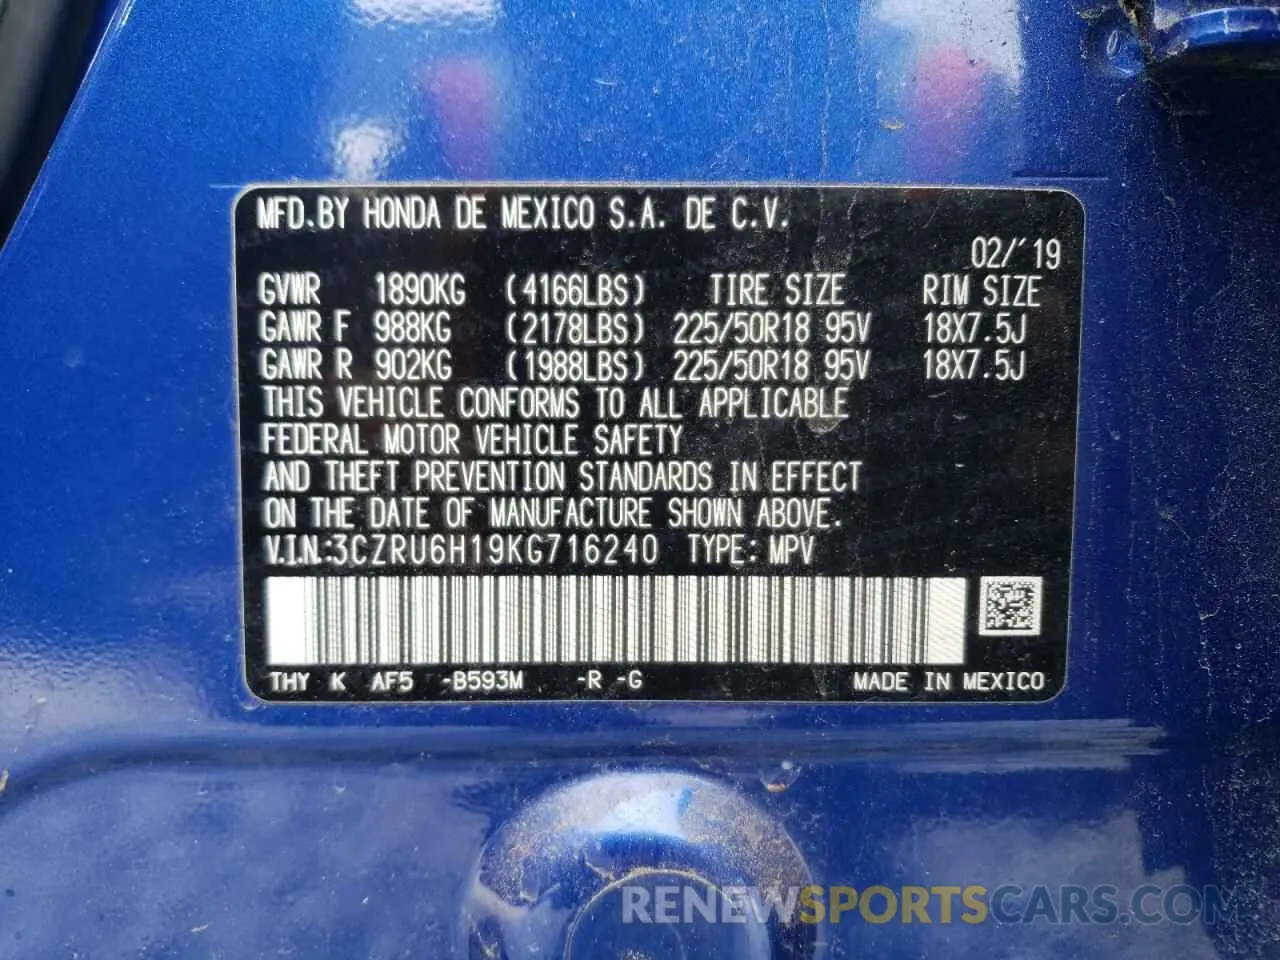 MFD.BY HONDA DE MEXICO S.A. DE C.V.
02/'19
GVWR 1890KG (4166LBS) TIRE SIZE RIM SIZE
GAWR F 988KG (2178LBS) 225/50R18 95V 18X7.5J
GAWR R 902KG (1988LBS) 225/50R18 95V 18X7.5J
THIS VEHICLE CONFORMS TO ALL APPLICABLE
FEDERAL MOTOR VEHICLE SAFETY
AND THEFT PREVENTION STANDARDS IN EFFECT
ON THE DATE OF MANUFACTURE SHOWN ABOVE.
V.I.N.:3CZRU6H19KG716240 TYPE: MPV
THY K AF5 -B593M -R -G MADE IN MEXICO
RENEWSPORTSCARS.COM